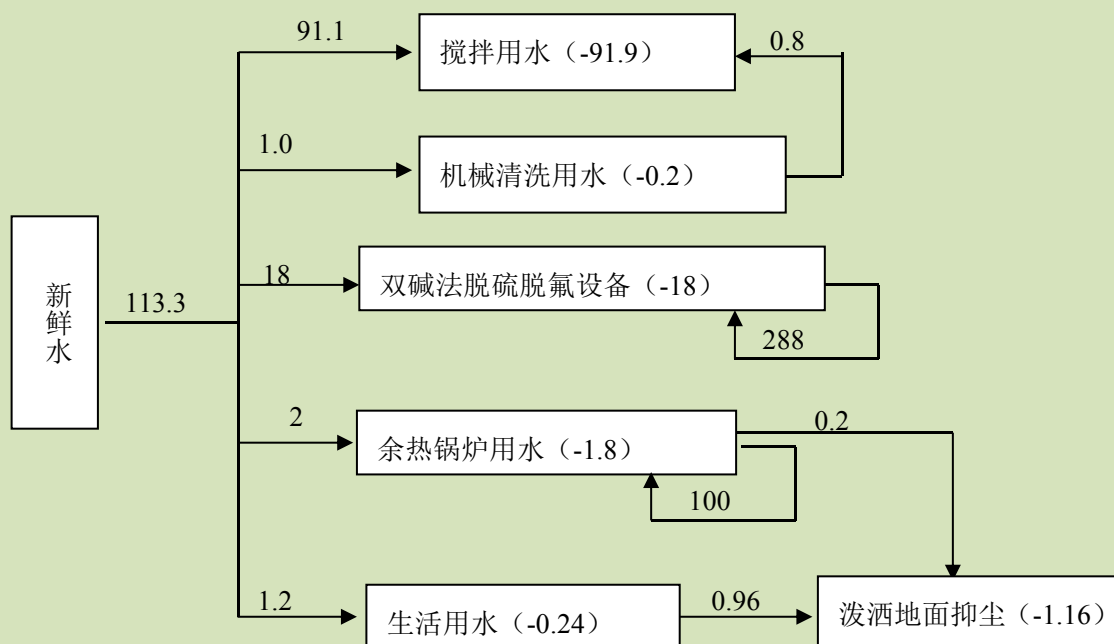 91.1
搅拌用水（-91.9）
0.8
1.0
机械清洗用水（-0.2）
新鲜水
113.3
18
双碱法脱硫脱氟设备（-18）
288
2
余热锅炉用水（-1.8）
0.2
100
1.2
生活用水（-0.24）
0.96
泼洒地面抑尘（-1.16）